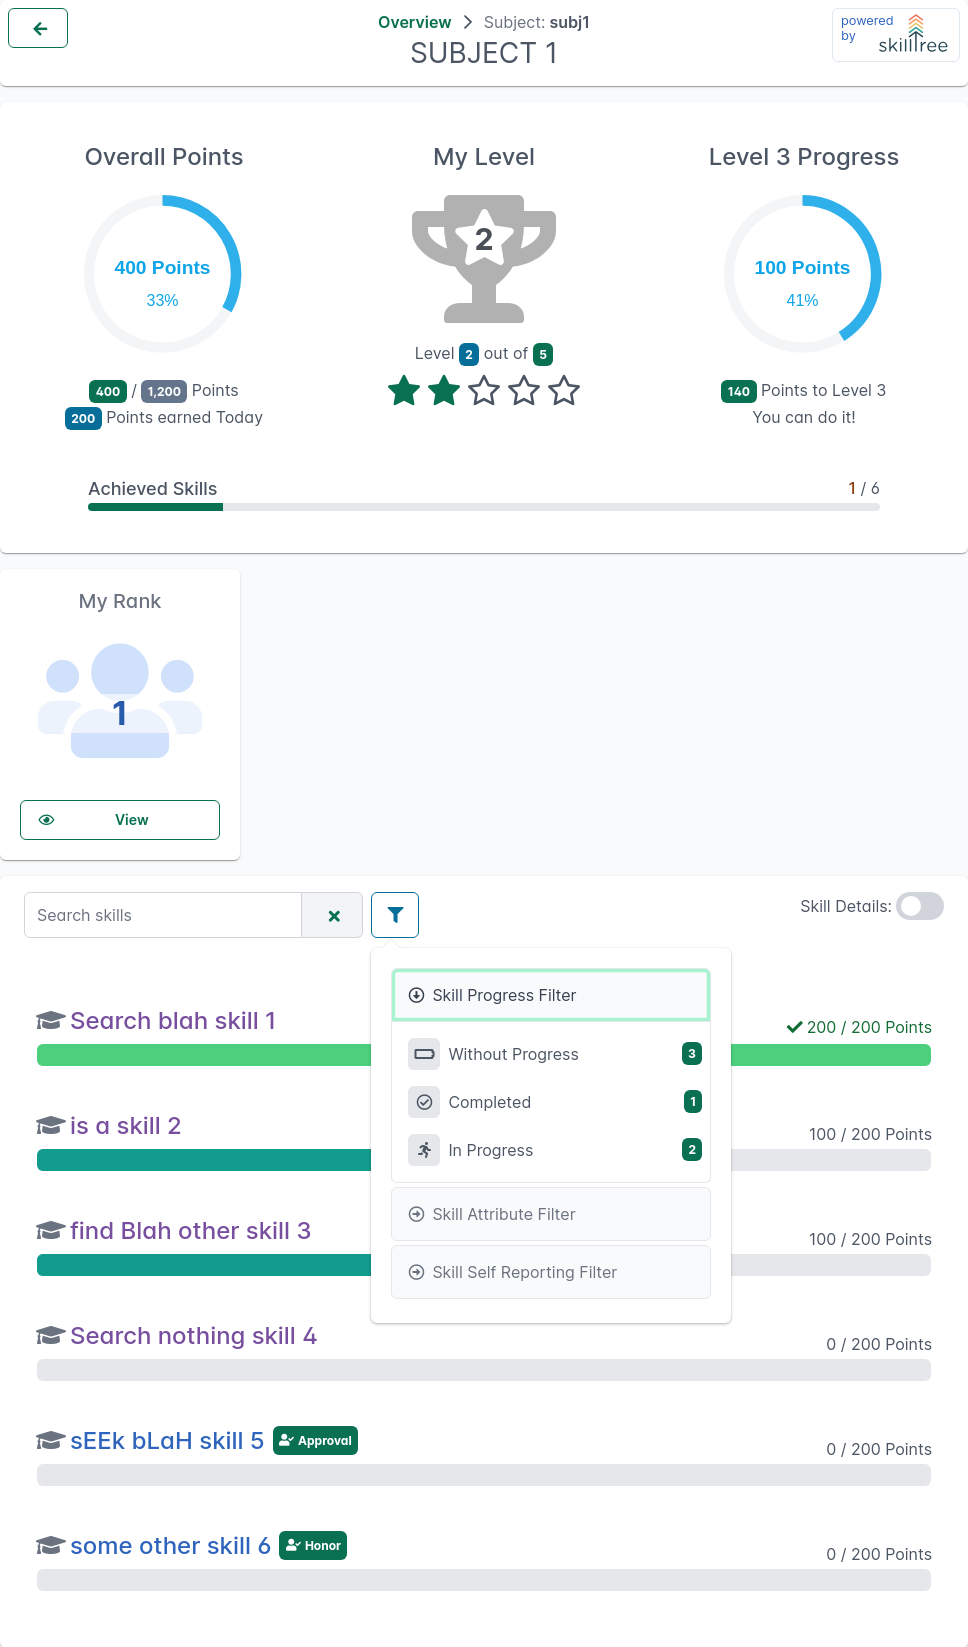 Overview > Subject: subj1
SUBJECT 1
powered by
skilltree
Overall Points
400 Points
33%
400 / 1,200 Points
200 Points earned Today
My Level
2
Level 2 out of 5
Level 3 Progress
100 Points
41%
140 Points to Level 3
You can do it!
Achieved Skills
1 / 6
My Rank
1
View
Search skills
Skill Details:
Skill Progress Filter
Without Progress 3
Completed 1
In Progress 2
Skill Attribute Filter
Skill Self Reporting Filter
Search blah skill 1
200 / 200 Points
is a skill 2
100 / 200 Points
find Blah other skill 3
100 / 200 Points
Search nothing skill 4
0 / 200 Points
sEEk bLaH skill 5 Approval
0 / 200 Points
some other skill 6 Honor
0 / 200 Points